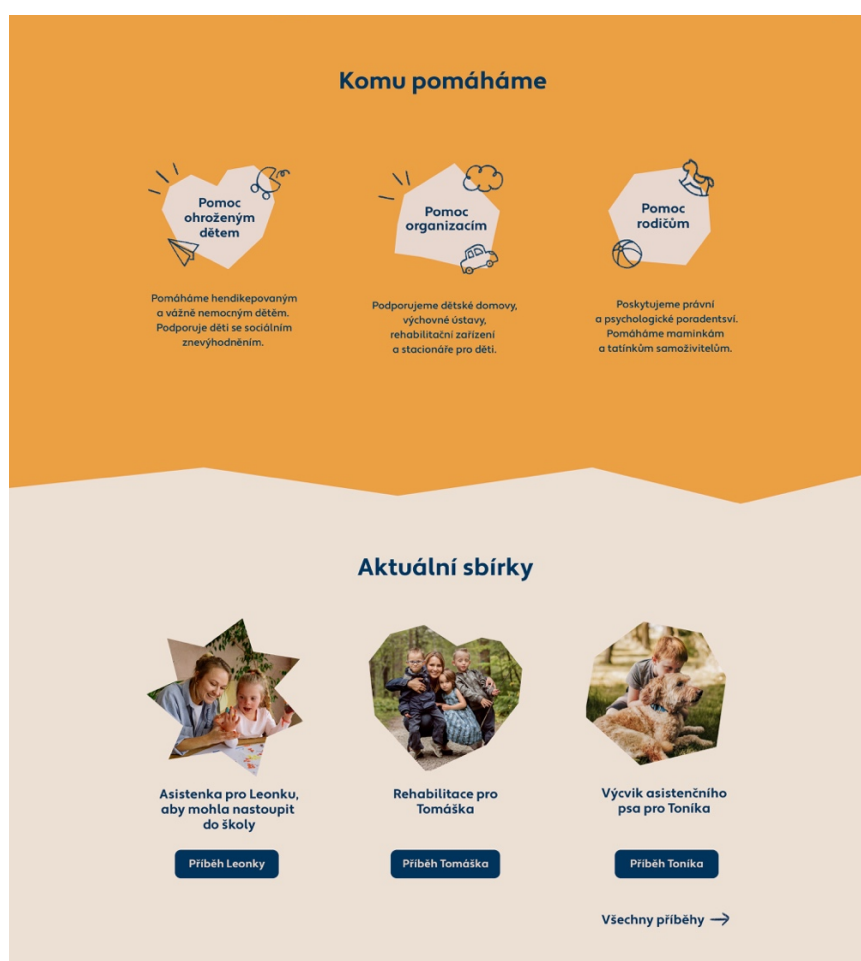 Komu pomáháme
Pomoc
ohroženým
dětem
Pomáháme hendikepovaným
a vážně nemocným dětem.
Podporuje děti se sociálním
znevýhodněním.
Pomoc
organizacím
Podporujeme dětské domovy,
výchovné ústavy,
rehabilitační zařízení
a stacionáře pro děti.
Pomoc
rodičům
Poskytujeme právní
a psychologické poradentsví.
Pomáháme maminkám
a tatínkům samoživitelům.
Aktuální sbírky
Asistenka pro Leonku,
aby mohla nastoupit
do školy
Příběh Leonky
Rehabilitace pro
Tomáška
Příběh Tomáška
Výcvik asistenčního
psa pro Toníka
Příběh Toníka
Všechny příběhy